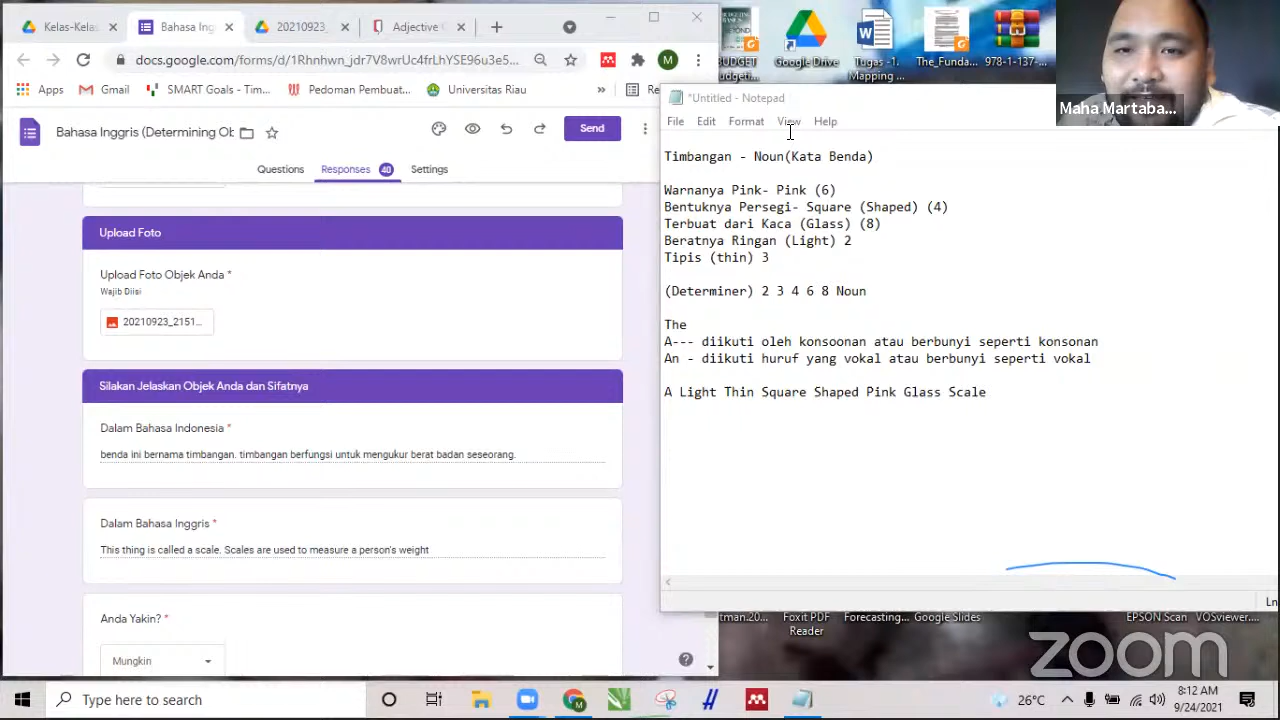 Kelas-Kelas
Bahasa Ing
20210923
Adjective
docs.google.com/forms/d/1Rhnhwn_jdr7V8wrUc4frLhYSE96u3e5...
M
Apps
Gmail
SMART Goals - Tim...
Pedoman Pembuat...
Universitas Riau
»
Bahasa Inggris (Determining Ob
Send
Questions
Responses 40
Settings
Upload Foto
Upload Foto Objek Anda *
Wajib Diisi
20210923_2151...
Silakan Jelaskan Objek Anda dan Sifatnya
Dalam Bahasa Indonesia *
benda ini bernama timbangan. timbangan berfungsi untuk mengukur berat badan seseorang.
Dalam Bahasa Inggris *
This thing is called a scale. Scales are used to measure a person's weight
Anda Yakin? *
Mungkin
Google Drive
Tugas -1. Mapping ...
The_Funda...
978-1-137-...
Maha Martaba...
*Untitled - Notepad
File Edit Format View Help
Timbangan - Noun(Kata Benda)
Warnanya Pink- Pink (6)
Bentuknya Persegi- Square (Shaped) (4)
Terbuat dari Kaca (Glass) (8)
Beratnya Ringan (Light) 2
Tipis (thin) 3
(Determiner) 2 3 4 6 8 Noun
The
A--- diikuti oleh konsoonan atau berbunyi seperti konsonan
An - diikuti huruf yang vokal atau berbunyi seperti vokal
A Light Thin Square Shaped Pink Glass Scale
Ln
tman.20...
Foxit PDF Reader
Forecasting...
Google Slides
EPSON Scan
VOSviewer....
zoom
Type here to search
26°C
8:12 AM
9/24/2021